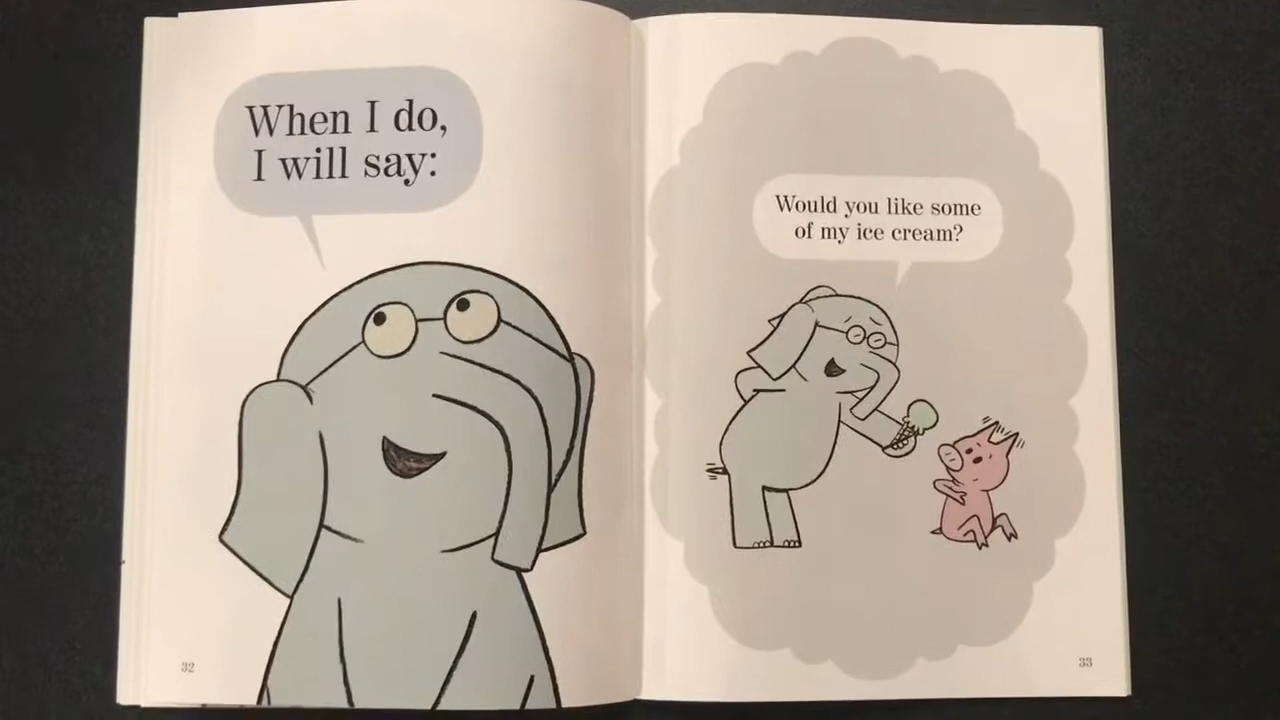 When I do,
I will say:
32
Would you like some
of my ice cream?
33